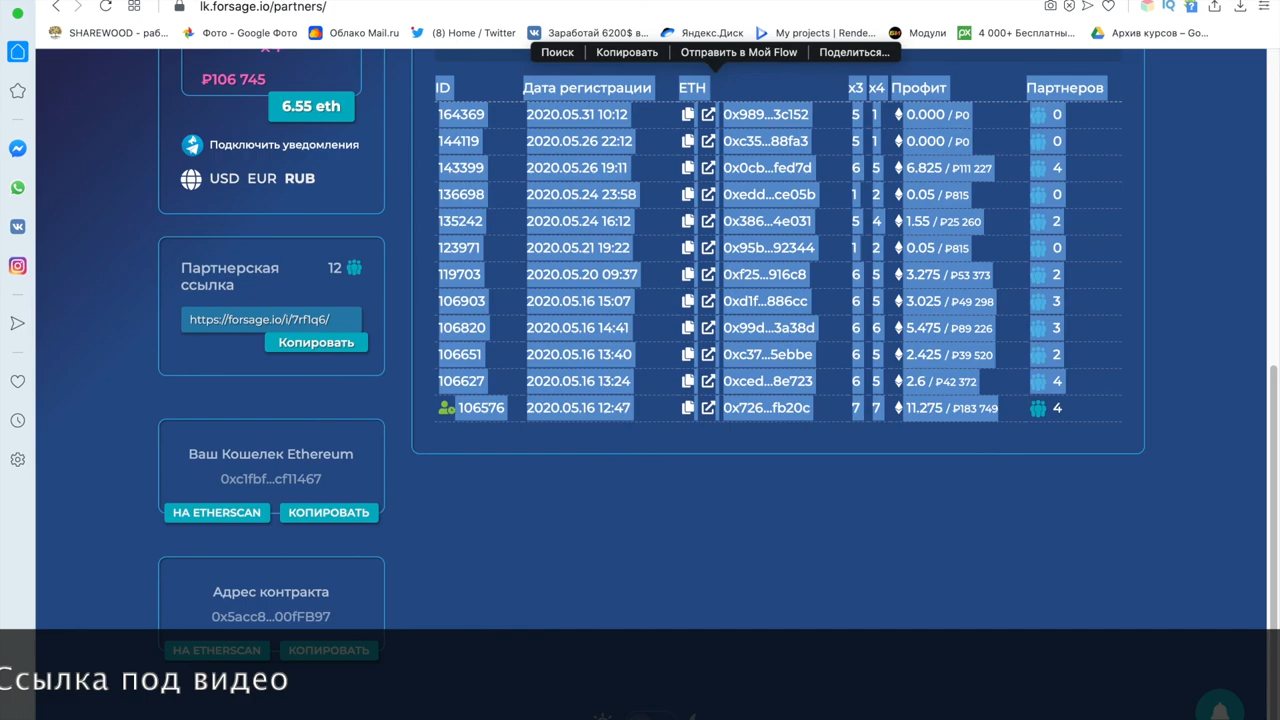 lk.forsage.io/partners/
SHAREWOOD - раб...
Фото - Google Фото
Облако Mail.ru
(8) Home / Twitter
Заработай 6200$ в...
Яндекс.Диск
My projects | Rende...
Модули
4 000+ Бесплатны...
Архив курсов – Go...
Поиск
Копировать
Отправить в Мой Flow
Поделиться...
₽106 745
6.55 eth
Подключить уведомления
USD EUR RUB
Партнерская
ссылка
12
https://forsage.io/i/7rf1q6/
Копировать
Ваш Кошелек Ethereum
0xc1fbf...cf11467
НА ETHERSCAN
КОПИРОВАТЬ
Адрес контракта
0x5acc8...00fFB97
НА ETHERSCAN
КОПИРОВАТЬ
ID Дата регистрации ETH x3 x4 Профит Партнеров
164369 2020.05.31 10:12 0x989...3c152 5 1 0.000 / ₽0 0
144119 2020.05.26 22:12 0xc35...88fa3 5 1 0.000 / ₽0 0
143399 2020.05.26 19:11 0x0cb...fed7d 6 5 6.825 / ₽111 227 4
136698 2020.05.24 23:58 0xedd...ce05b 1 2 0.05 / ₽815 0
135242 2020.05.24 16:12 0x386...4e031 5 4 1.55 / ₽25 260 2
123971 2020.05.21 19:22 0x95b...92344 1 2 0.05 / ₽815 0
119703 2020.05.20 09:37 0xf25...916c8 6 5 3.275 / ₽53 373 2
106903 2020.05.16 15:07 0xd1f...886cc 6 5 3.025 / ₽49 298 3
106820 2020.05.16 14:41 0x99d...3a38d 6 6 5.475 / ₽89 226 3
106651 2020.05.16 13:40 0xc37...5ebbe 6 5 2.425 / ₽39 520 2
106627 2020.05.16 13:24 0xced...8e723 6 5 2.6 / ₽42 372 4
106576 2020.05.16 12:47 0x726...fb20c 7 7 11.275 / ₽183 749 4
Ссылка под видео